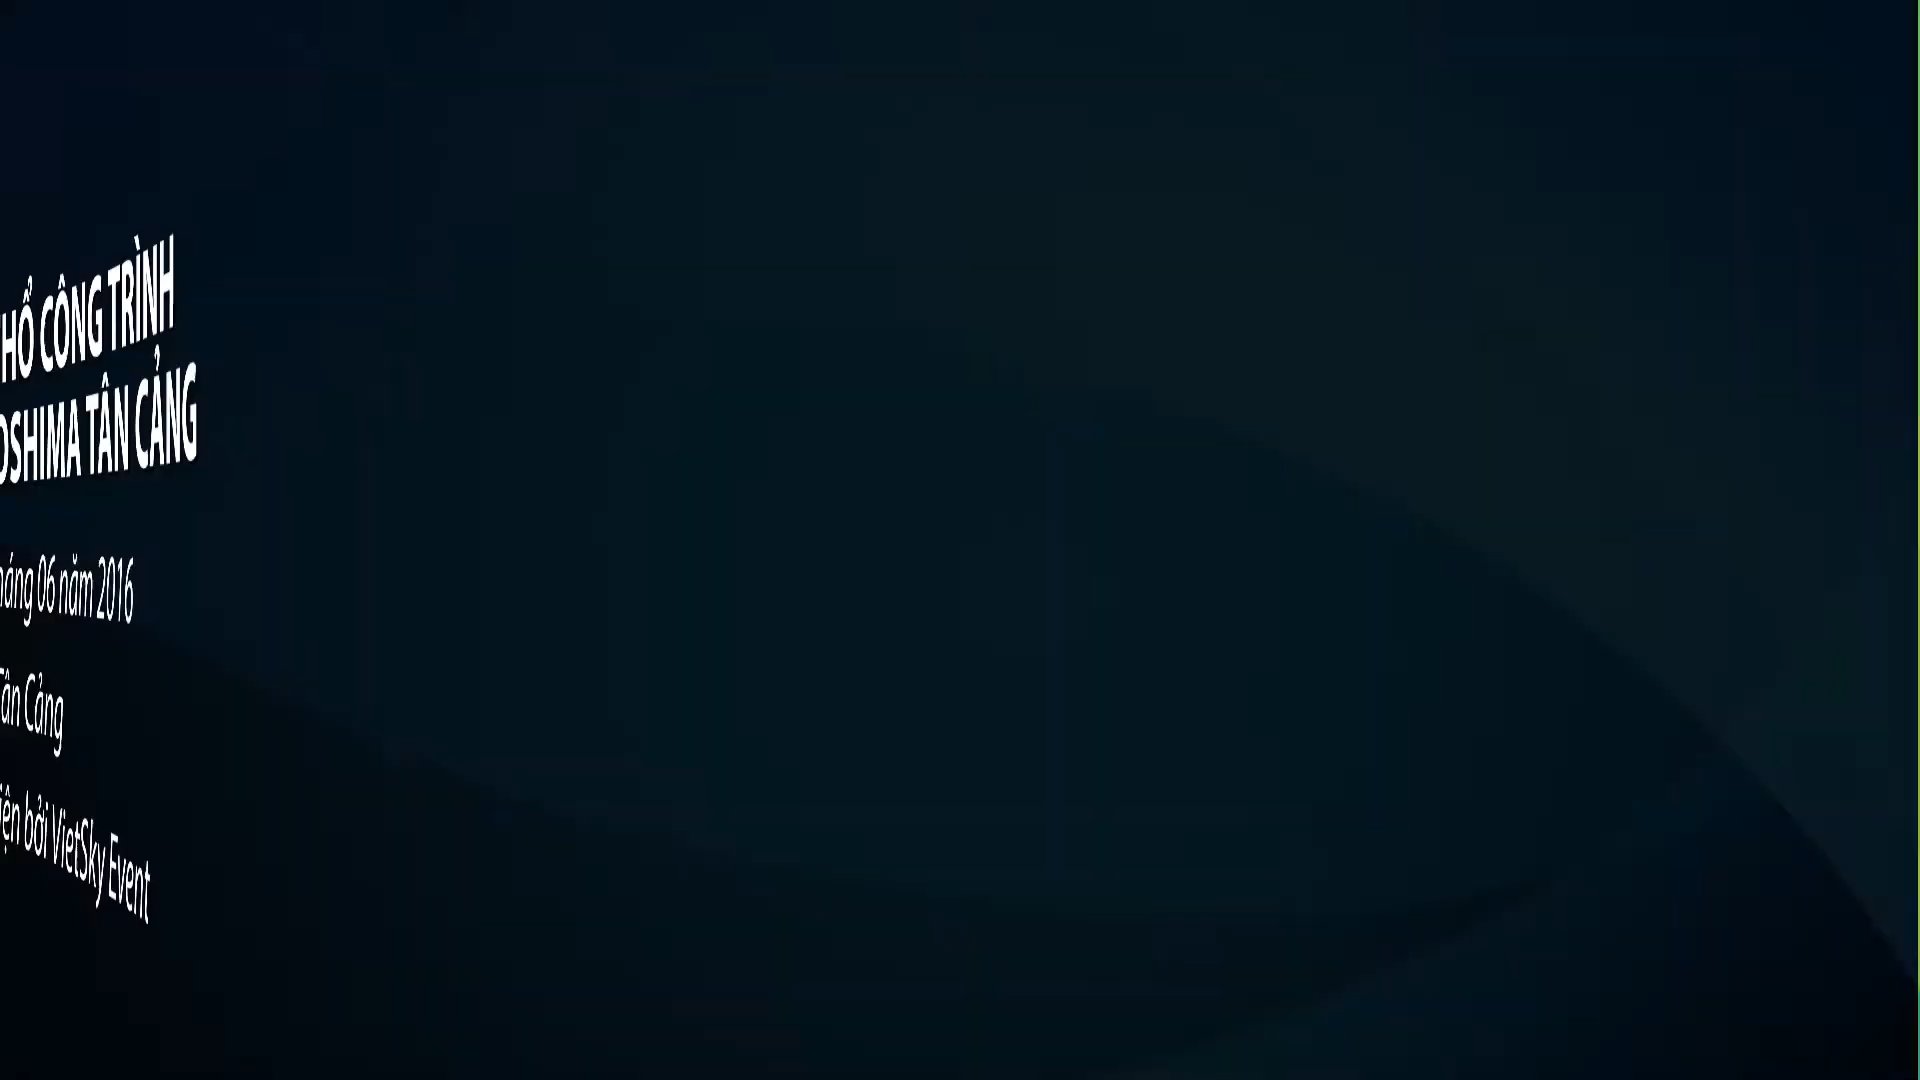 HỔ CÔNG TRÌNH
OSHIMA TÂN CẢNG
háng 06 năm 2016
Tân Cảng
iện bởi VietSky Event